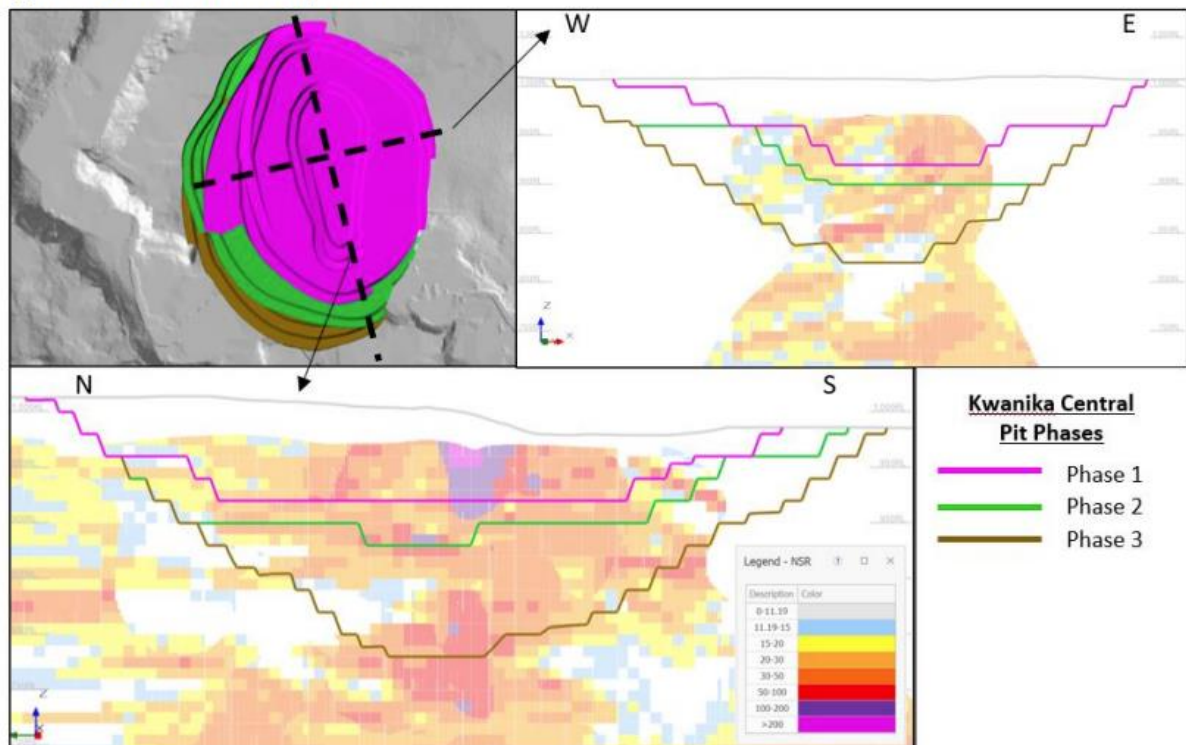 W
E
N
S
Kwanika Central
Pit Phases
Phase 1
Phase 2
Phase 3
Legend - NSR
Description
Color
0-11.19
11.19-15
15-20
20-30
30-50
50-100
100-200
>200
Z
X
Z